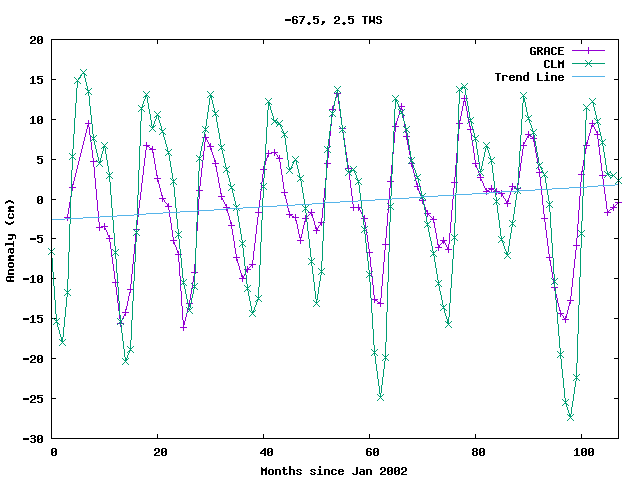 -67.5, 2.5 TWS
GRACE
CLM
Trend Line
20
15
10
5
0
-5
-10
-15
-20
-25
-30
Anomaly (cm)
0 20 40 60 80 100
Months since Jan 2002